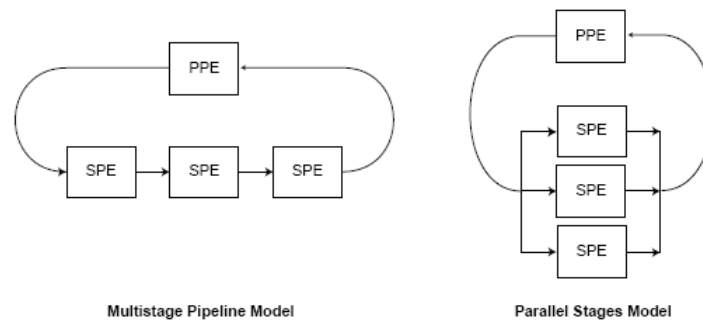 PPE
SPE
SPE
SPE
Multistage Pipeline Model
PPE
SPE
SPE
SPE
Parallel Stages Model